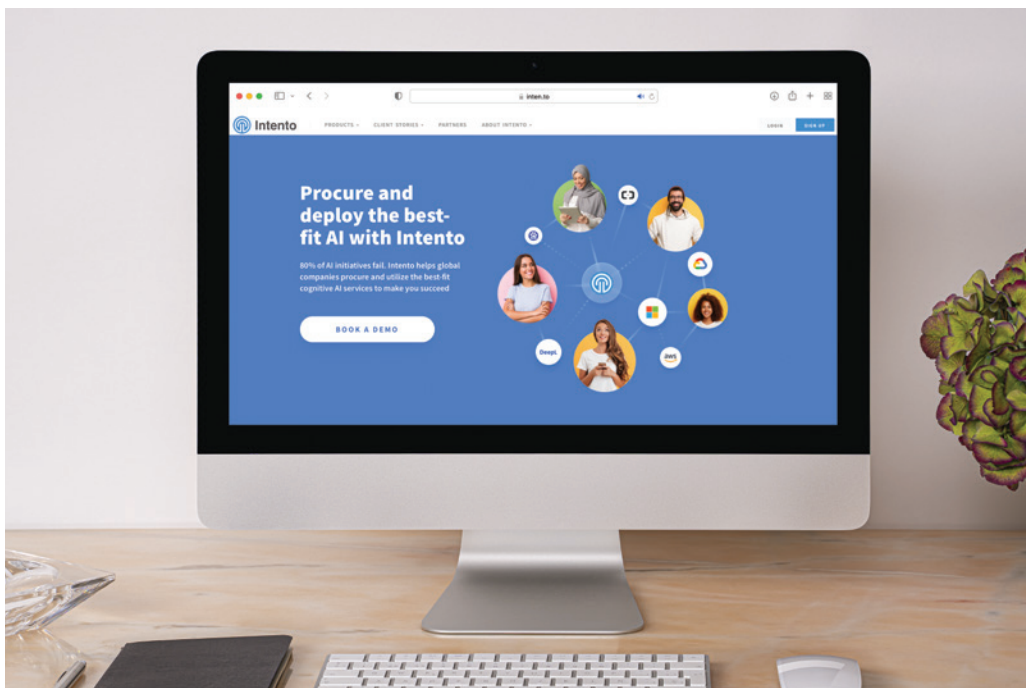 inten.to
Intento
PRODUCTS
CLIENT STORIES
PARTNERS
ABOUT INTENTO
LOGIN
SIGN UP
Procure and
deploy the best-
fit AI with Intento
80% of AI initiatives fail. Intento helps global
companies procure and utilize the best-fit
cognitive AI services to make you succeed
BOOK A DEMO
DeepL
aws